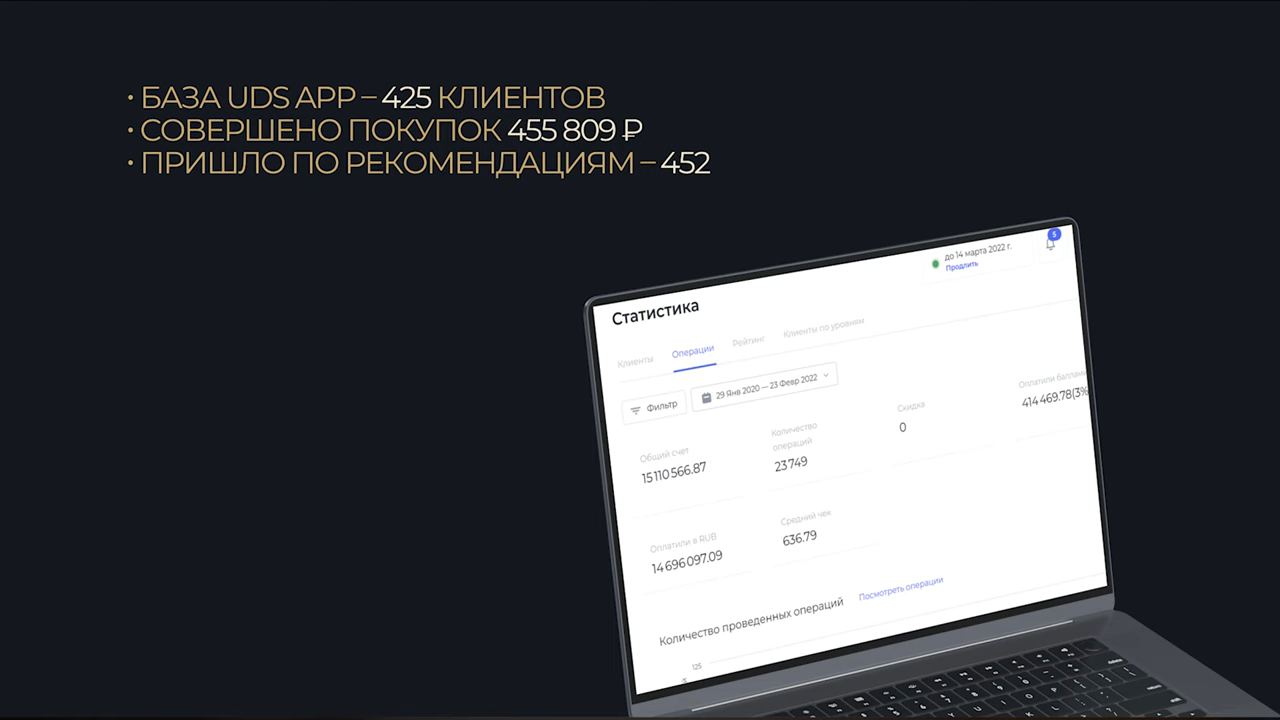 • БАЗА UDS APP – 425 КЛИЕНТОВ
• СОВЕРШЕНО ПОКУПОК 455 809 ₽
• ПРИШЛО ПО РЕКОМЕНДАЦИЯМ – 452
5
до 14 марта 2022 г.
Продлить
Статистика
Клиенты Операции Рейтинг Клиенты по уровням
Фильтр 29 Янв 2020 — 23 Февр 2022
Общий счет
15 110 566.87
Количество
операций
23 749
Скидка
0
Оплатили баллами
414 469.78(3%
Оплатили в RUB
14 696 097.09
Средний чек
636.79
Количество проведенных операций Посмотреть операции
125